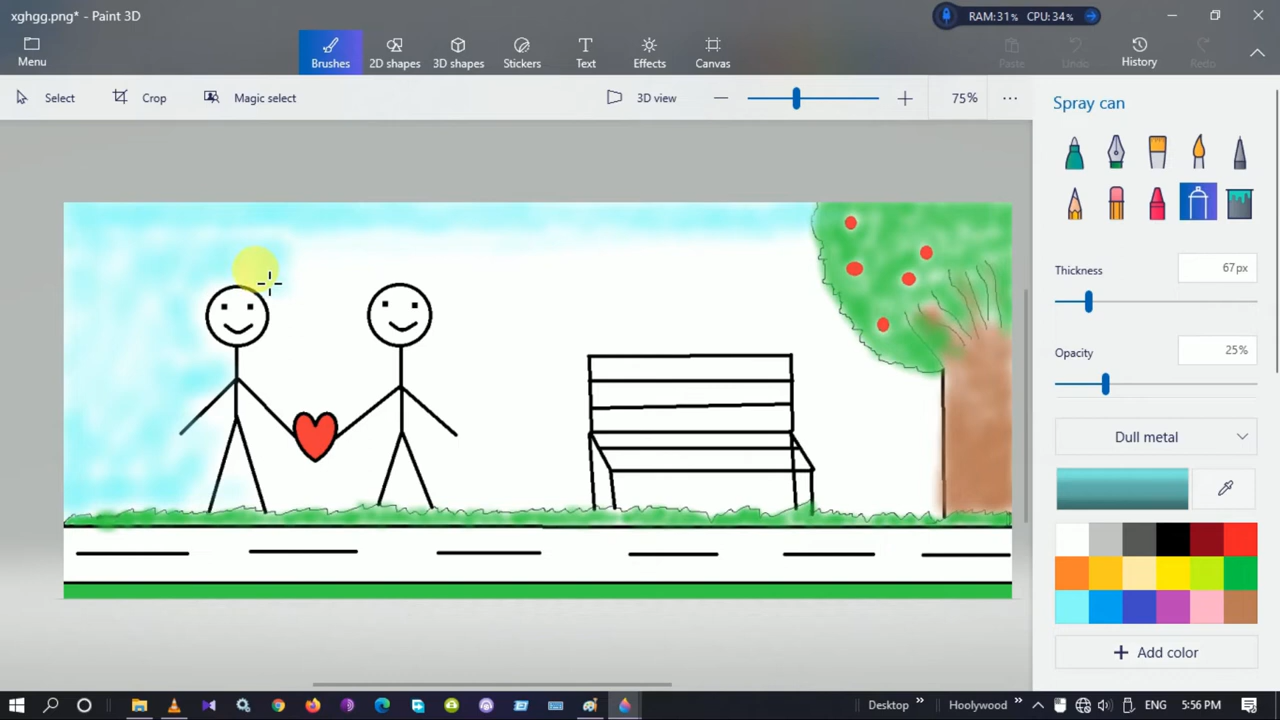 xghgg.png* - Paint 3D
RAM:31% CPU:34%
Menu
Brushes
2D shapes
3D shapes
Stickers
Text
Effects
Canvas
Paste
Undo
History
Redo
Select
Crop
Magic select
3D view
75%
Spray can
Thickness
67px
Opacity
25%
Dull metal
Add color
Desktop
Hoolywood
ENG
5:56 PM